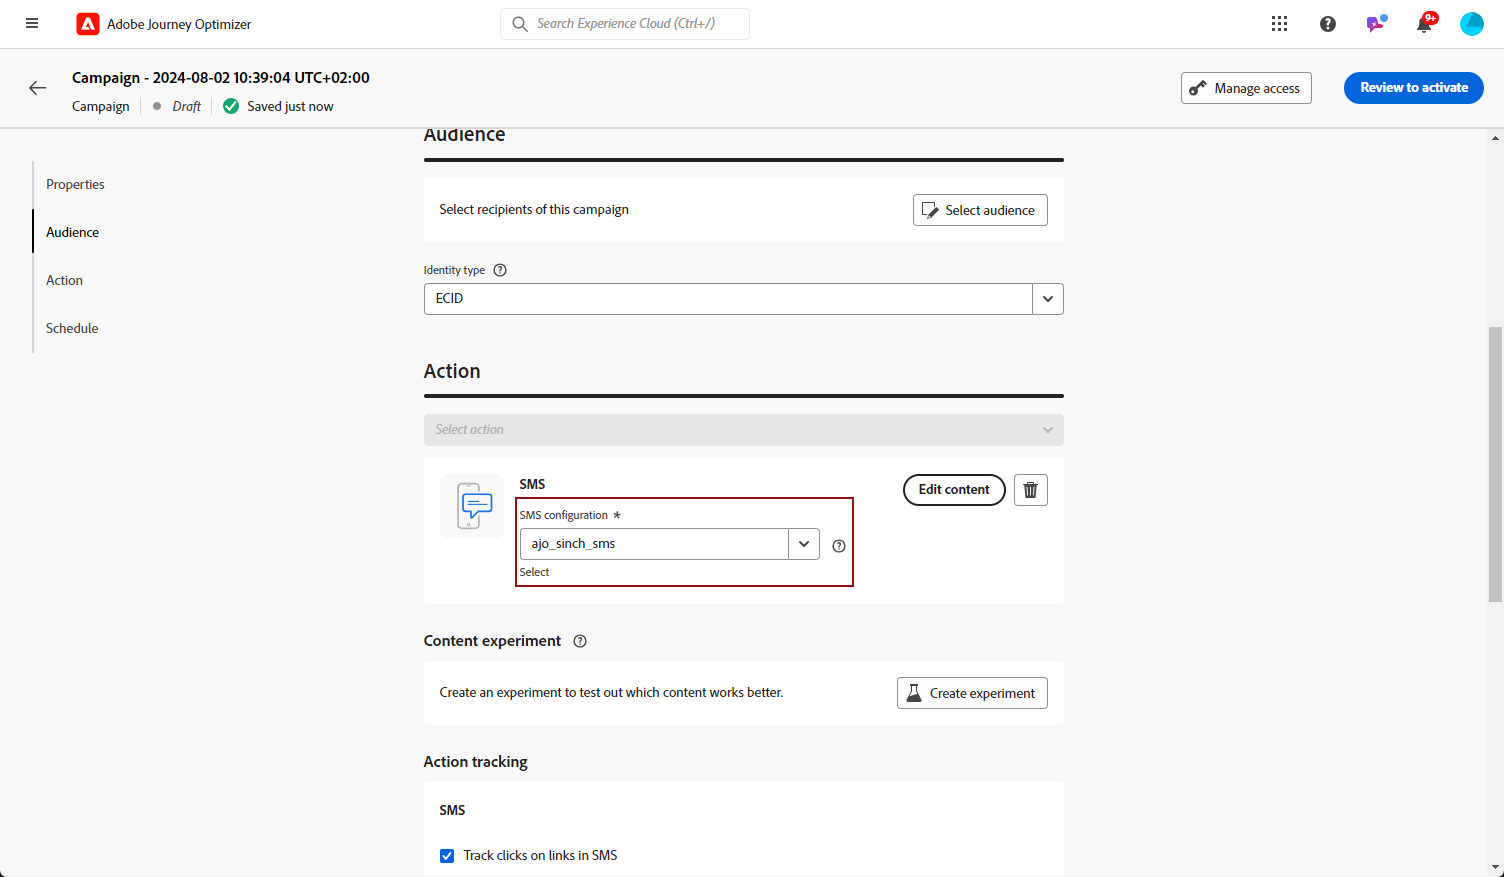 Adobe Journey Optimizer
Search Experience Cloud (Ctrl+/)
9+
Campaign - 2024-08-02 10:39:04 UTC+02:00
Campaign
Draft
Saved just now
Manage access
Review to activate
Properties
Audience
Action
Schedule
Audience
Select recipients of this campaign
Select audience
Identity type
ECID
Action
Select action
SMS
Edit content
SMS configuration *
ajo_sinch_sms
Select
Content experiment
Create an experiment to test out which content works better.
Create experiment
Action tracking
SMS
Track clicks on links in SMS